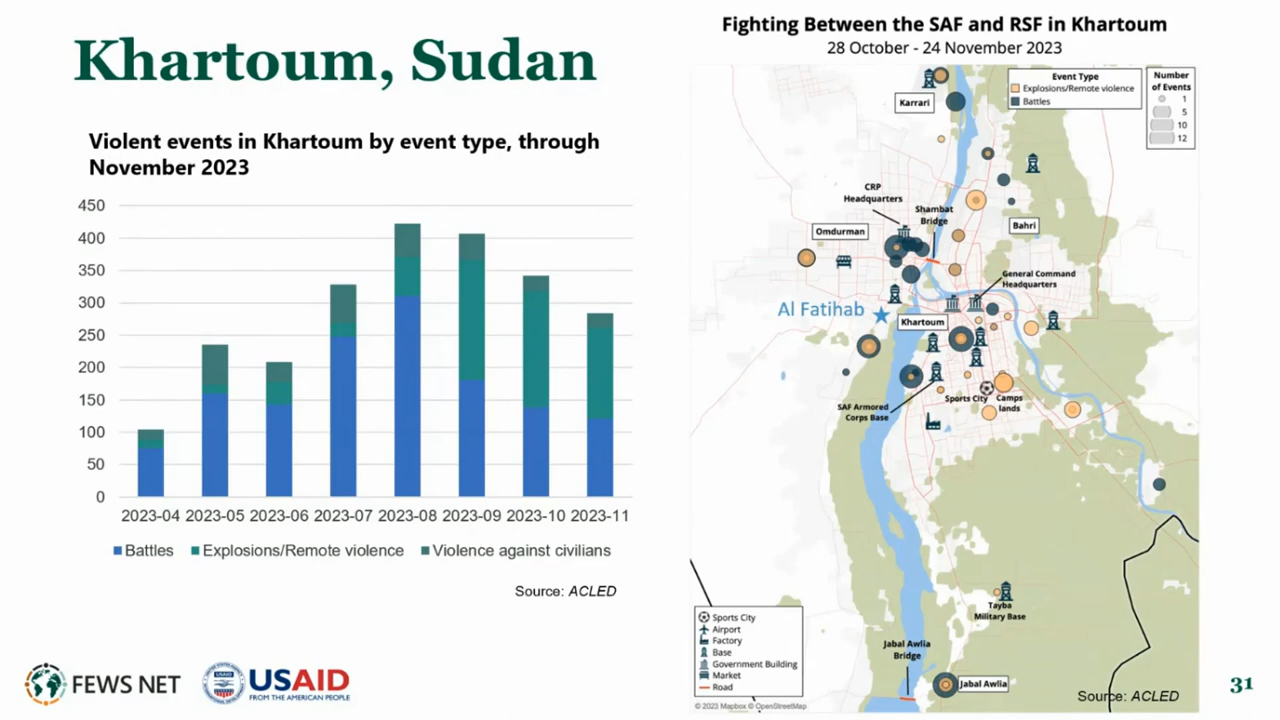 Khartoum, Sudan
Violent events in Khartoum by event type, through
November 2023
450
400
350
300
250
200
150
100
50
0
2023-04 2023-05 2023-06 2023-07 2023-08 2023-09 2023-10 2023-11
Battles Explosions/Remote violence Violence against civilians
Source: ACLED
FEWS NET
USAID
USAID
FROM THE AMERICAN PEOPLE
Fighting Between the SAF and RSF in Khartoum
28 October - 24 November 2023
Event Type
Explosions/Remote violence
Battles
Number
of Events
1
5
10
12
Karrari
CRP
Headquarters
Shambat
Bridge
Omdurman
Bahri
General Command
Headquarters
Al Fatihab
Khartoum
SAF Armored
Corps Base
Sports City
Camps
lands
Tayba
Military Base
Jabal Awlia
Bridge
Jabal Awlia
Sports City
Airport
Factory
Base
Government Building
Market
Road
© 2023 Mapbox © OpenStreetMap
Source: ACLED
31